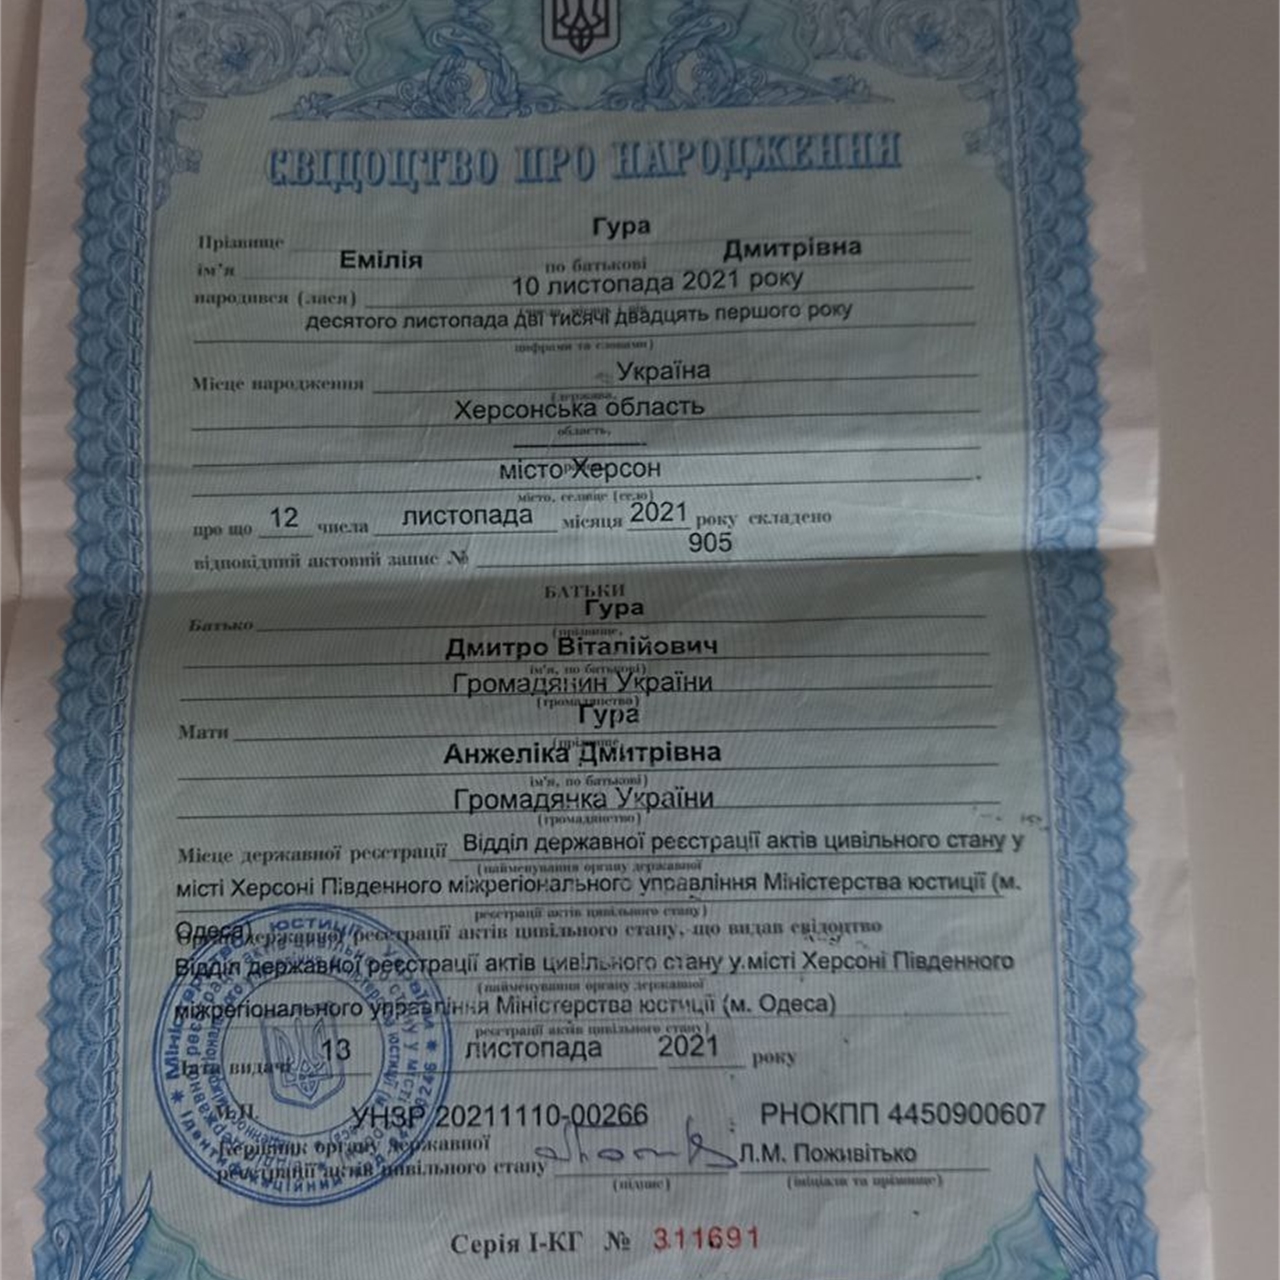 СВІДОЦТВО ПРО НАРОДЖЕННЯ
Прізвище Гура
ім'я Емілія по батькові Дмитрівна
народився (лася) 10 листопада 2021 року
десятого листопада дві тисячі двадцять першого року
цифрами та словами)
Місце народження Україна
(держава,
Херсонська область
область,
місто Херсон
місто, селище (село)
про що 12 числа листопада місяця 2021 року складено
відповідний актовий запис № 905
БАТЬКИ
Батько Гура
(прізвище,
Дмитро Віталійович
ім'я, по батькові)
Громадянин України
(громадянство)
Мати Гура
(прізвище,
Анжеліка Дмитрівна
ім'я, по батькові)
Громадянка України
(громадянство)
Місце державної реєстрації Відділ державної реєстрації актів цивільного стану у
(найменування органу державної
місті Херсоні Південного міжрегіонального управління Міністерства юстиції (м.
реєстрації актів цивільного стану)
Одеса)
Орган державної реєстрації актів цивільного стану, що видав свідоцтво
Відділ державної реєстрації актів цивільного стану у місті Херсоні Південного
(найменування органу державної
міжрегіонального управління Міністерства юстиції (м. Одеса)
реєстрації актів цивільного стану)
Дата видачі 13 листопада 2021 року
М.П. УНЗР 20211110-00266 РНОКПП 4450900607
Керівник органу державної
реєстрації актів цивільного стану Л.М. Поживітько
(підпис) (ініціали та прізвище)
Серія І-КГ № 311691